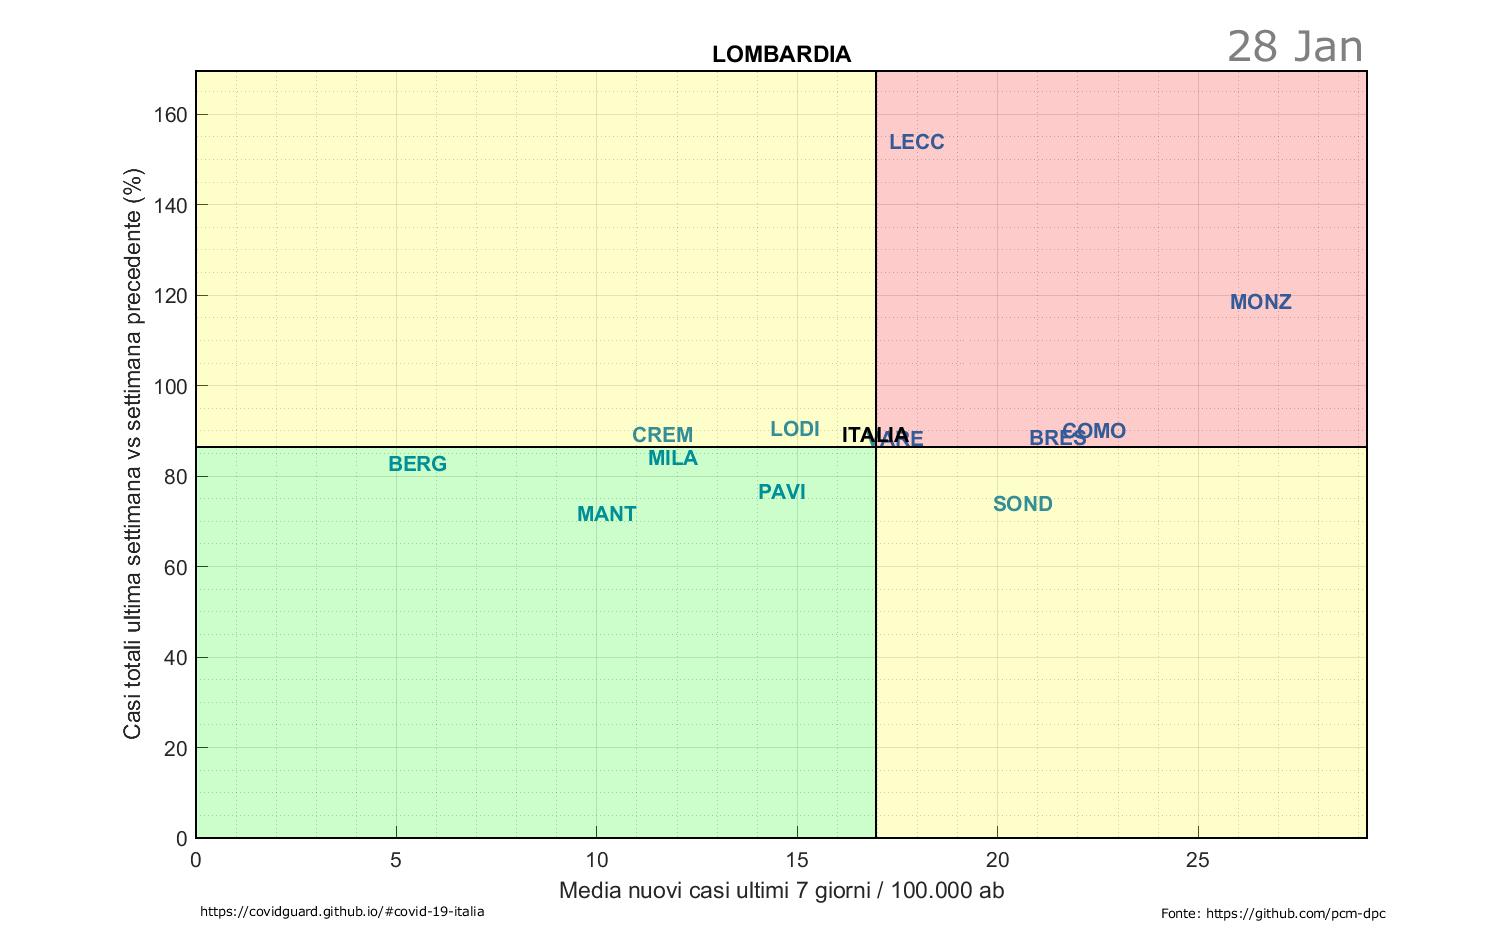 28 Jan
LOMBARDIA
Casi totali ultima settimana vs settimana precedente (%)
160
140
120
100
80
60
40
20
0
LECC
MONZ
CREM
LODI
ITALIA
VARE
BRES
COMO
BERG
MILA
PAVI
MANT
SOND
0
5
10
15
20
25
Media nuovi casi ultimi 7 giorni / 100.000 ab
https://covidguard.github.io/#covid-19-italia
Fonte: https://github.com/pcm-dpc